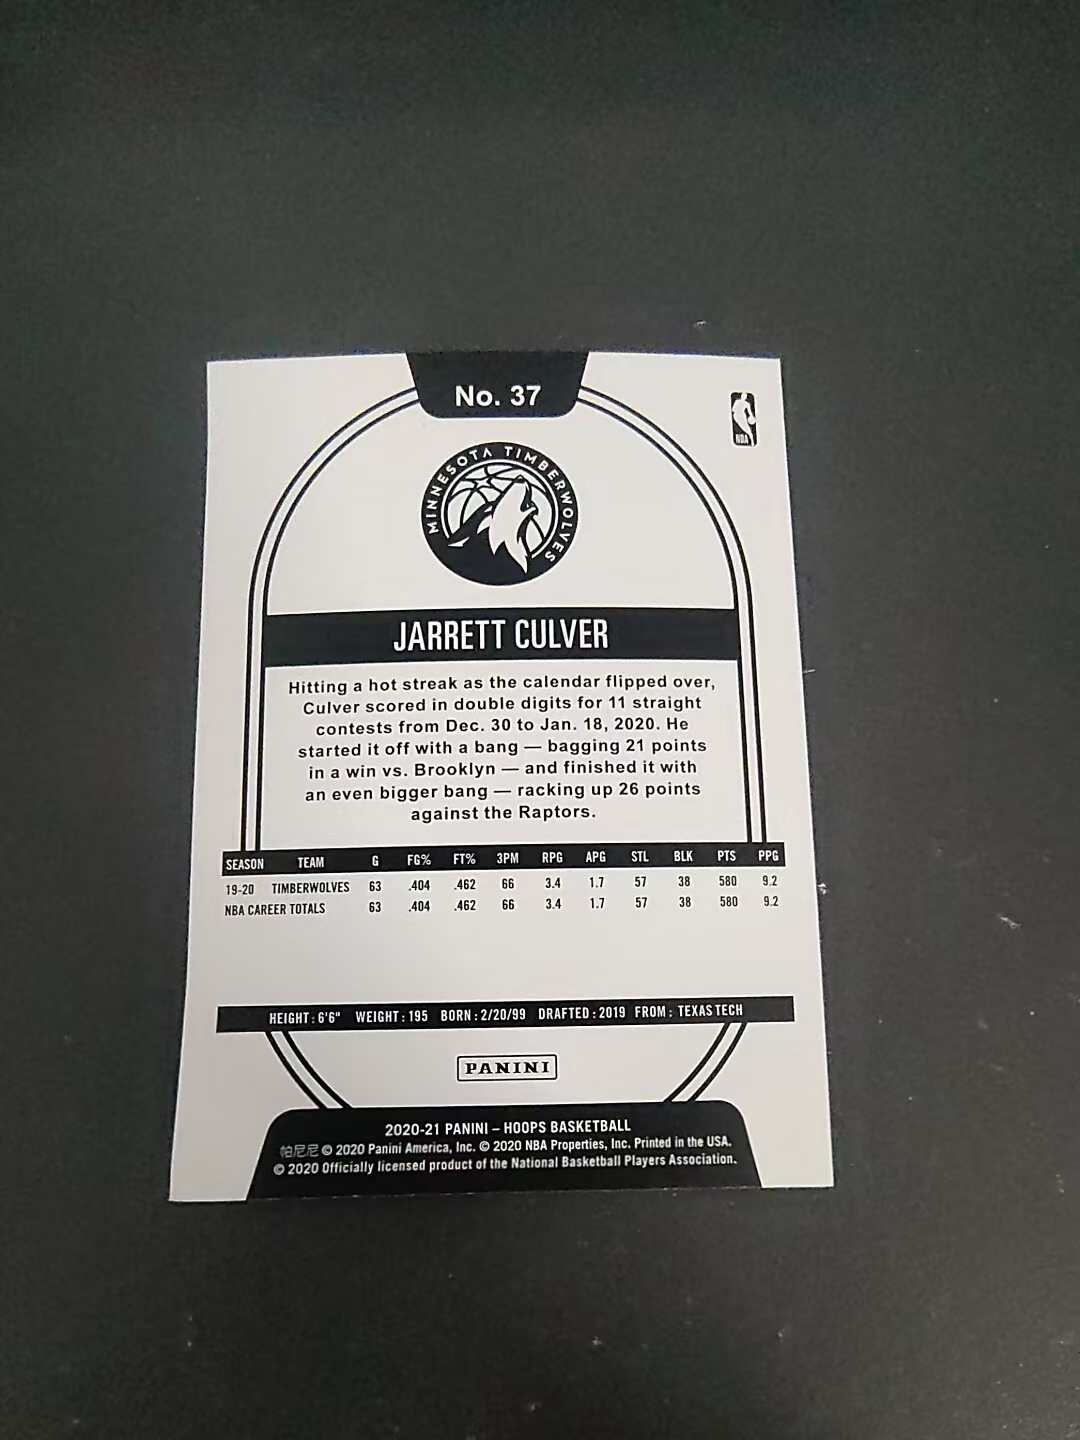 No. 37
NBA
MINNESOTA TIMBERWOLVES
JARRETT CULVER
Hitting a hot streak as the calendar flipped over,
Culver scored in double digits for 11 straight
contests from Dec. 30 to Jan. 18, 2020. He
started it off with a bang — bagging 21 points
in a win vs. Brooklyn — and finished it with
an even bigger bang — racking up 26 points
against the Raptors.
SEASON TEAM G FG% FT% 3PM RPG APG STL BLK PTS PPG
19-20 TIMBERWOLVES 63 .404 .462 66 3.4 1.7 57 38 580 9.2
NBA CAREER TOTALS 63 .404 .462 66 3.4 1.7 57 38 580 9.2
HEIGHT: 6'6" WEIGHT: 195 BORN: 2/20/99 DRAFTED: 2019 FROM: TEXAS TECH
PANINI
2020-21 PANINI – HOOPS BASKETBALL
帕尼尼 © 2020 Panini America, Inc. © 2020 NBA Properties, Inc. Printed in the USA.
© 2020 Officially licensed product of the National Basketball Players Association.